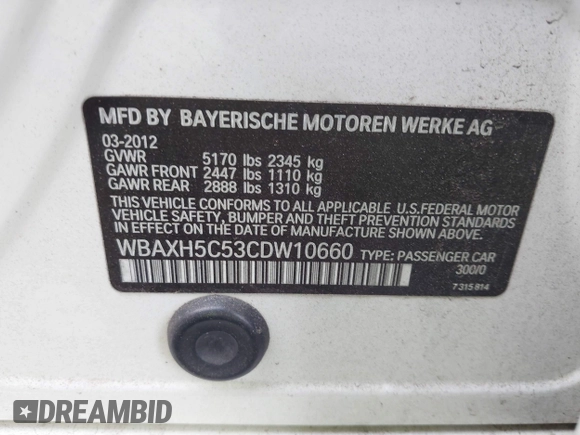 MFD BY BAYERISCHE MOTOREN WERKE AG
03-2012
GVWR 5170 lbs 2345 kg
GAWR FRONT 2447 lbs 1110 kg
GAWR REAR 2888 lbs 1310 kg
THIS VEHICLE CONFORMS TO ALL APPLICABLE U.S.FEDERAL MOTOR
VEHICLE SAFETY, BUMPER AND THEFT PREVENTION STANDARDS
IN EFFECT ON THE DATE OF MANUFACTURE SHOWN ABOVE.
WBAXH5C53CDW10660 TYPE: PASSENGER CAR
300/0
7 315 814
DREAMBID